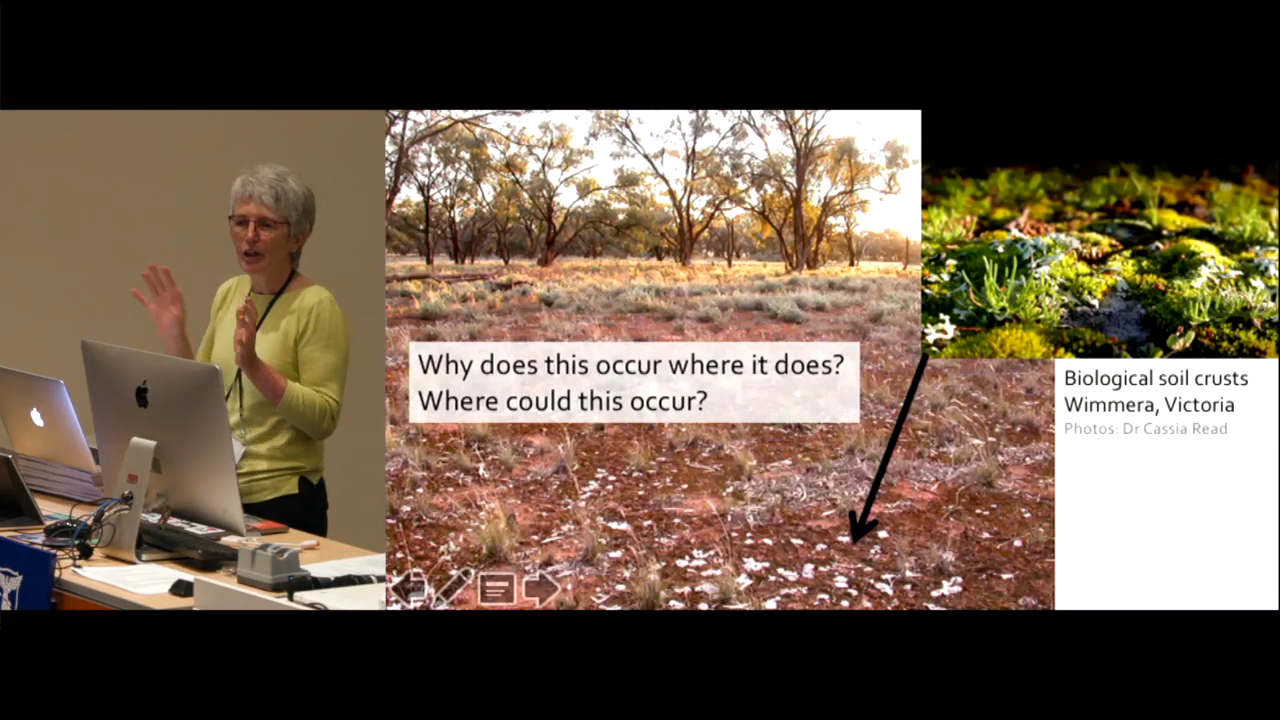 Why does this occur where it does?
Where could this occur?
Biological soil crusts
Wimmera, Victoria
Photos: Dr Cassia Read